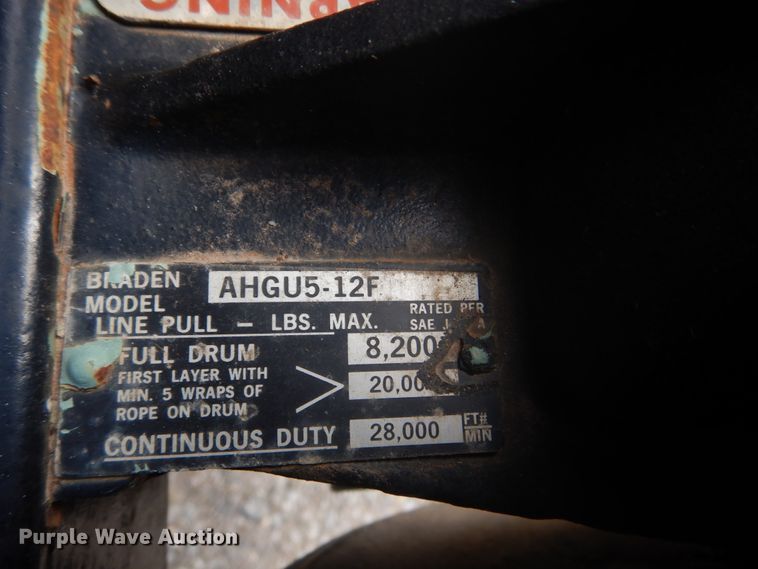 BRADEN
MODEL AHGU5-12F
LINE PULL — LBS. MAX. RATED PER
SAE
FULL DRUM 8,200
FIRST LAYER WITH
MIN. 5 WRAPS OF
ROPE ON DRUM
CONTINUOUS DUTY 28,000 FT#
MIN
Purple Wave Auction